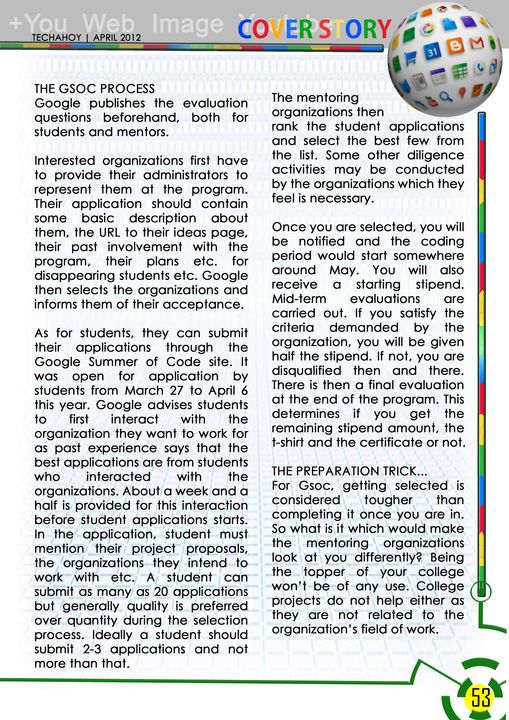 +You Web Image Youtube
TECHAHOY | APRIL 2012
COVER STORY
THE GSOC PROCESS
Google publishes the evaluation
questions beforehand, both for
students and mentors.
Interested organizations first have
to provide their administrators to
represent them at the program.
Their application should contain
some basic description about
them, the URL to their ideas page,
their past involvement with the
program, their plans etc. for
disappearing students etc. Google
then selects the organizations and
informs them of their acceptance.
As for students, they can submit
their applications through the
Google Summer of Code site. It
was open for application by
students from March 27 to April 6
this year. Google advises students
to first interact with the
organization they want to work for
as past experience says that the
best applications are from students
who interacted with the
organizations. About a week and a
half is provided for this interaction
before student applications starts.
In the application, student must
mention their project proposals,
the organizations they intend to
work with etc. A student can
submit as many as 20 applications
but generally quality is preferred
over quantity during the selection
process. Ideally a student should
submit 2-3 applications and not
more than that.
The mentoring
organizations then
rank the student applications
and select the best few from
the list. Some other diligence
activities may be conducted
by the organizations which they
feel is necessary.
Once you are selected, you will
be notified and the coding
period would start somewhere
around May. You will also
receive a starting stipend.
Mid-term evaluations are
carried out. If you satisfy the
criteria demanded by the
organization, you will be given
half the stipend. If not, you are
disqualified then and there.
There is then a final evaluation
at the end of the program. This
determines if you get the
remaining stipend amount, the
t-shirt and the certificate or not.
THE PREPARATION TRICK...
For Gsoc, getting selected is
considered tougher than
completing it once you are in.
So what is it which would make
the mentoring organizations
look at you differently? Being
the topper of your college
won't be of any use. College
projects do not help either as
they are not related to the
organization's field of work.
31
53